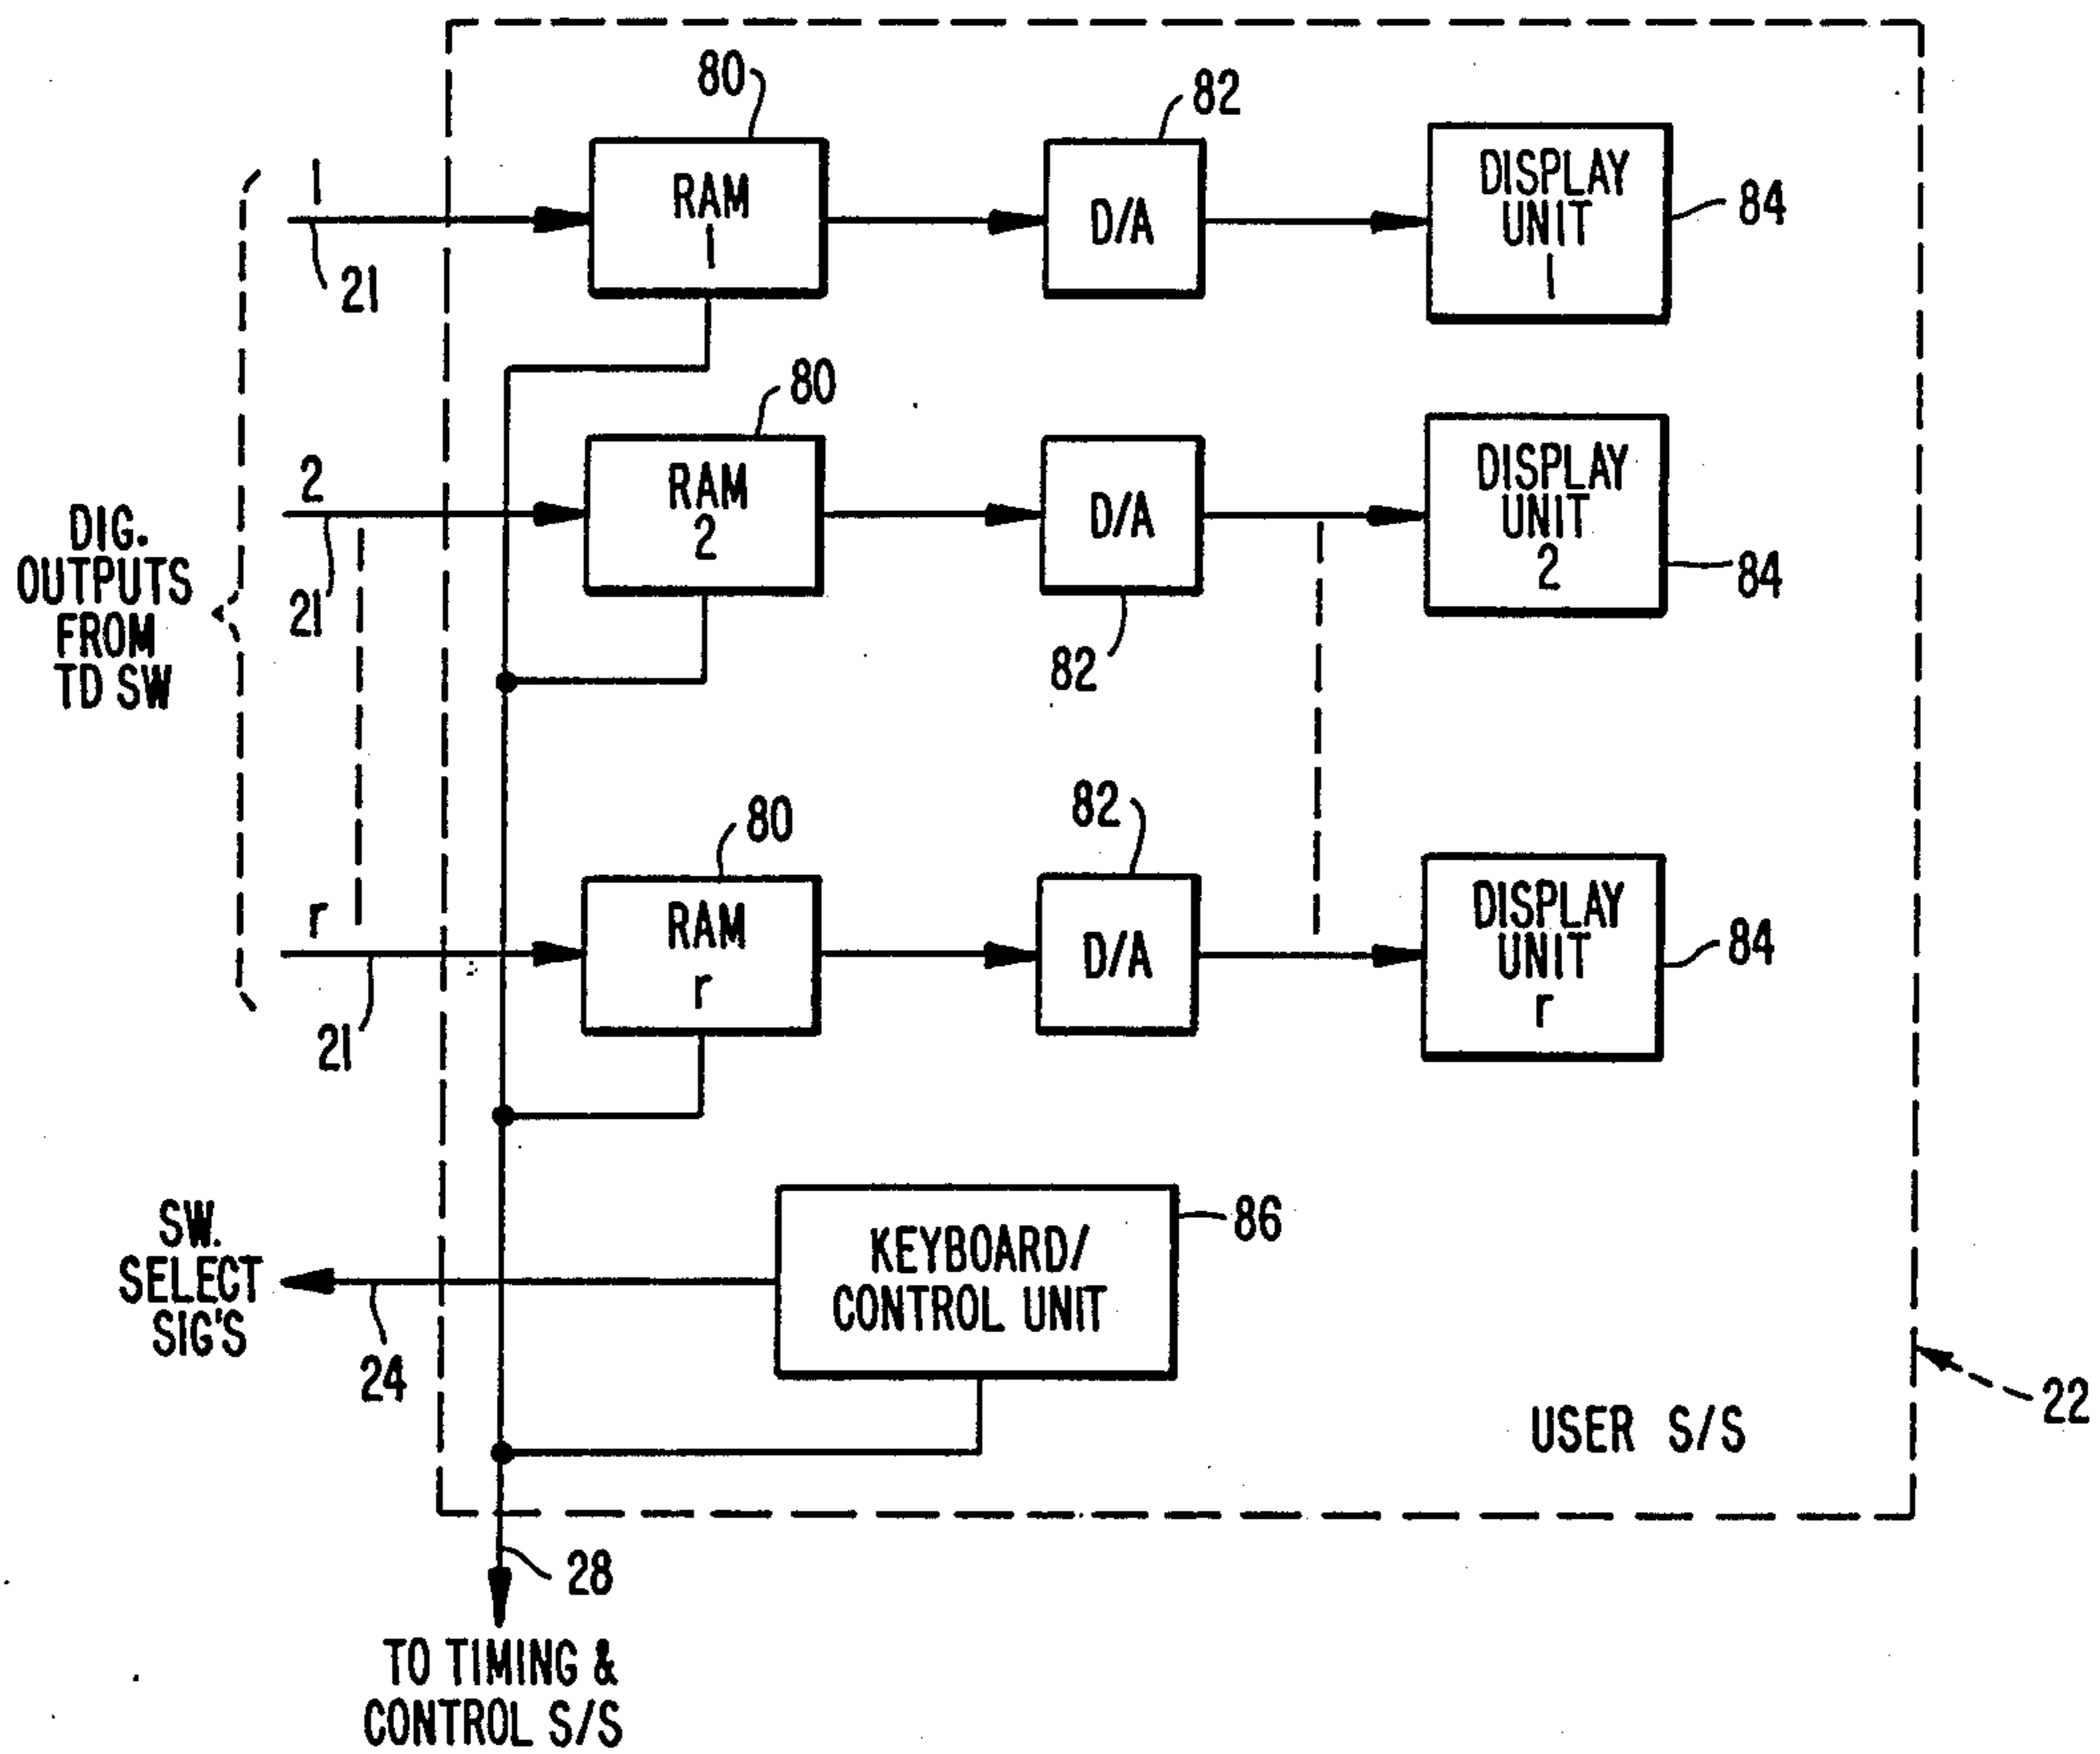 80
82
1
RAM
1
D/A
DISPLAY
UNIT
1
84
21
80
2
RAM
2
D/A
DISPLAY
UNIT
2
84
DIG.
OUTPUTS
FROM
TD SW
21
82
80
82
r
RAM
r
D/A
DISPLAY
UNIT
r
84
21
SW.
SELECT
SIG'S
24
KEYBOARD/
CONTROL UNIT
86
USER S/S
22
28
TO TIMING &
CONTROL S/S